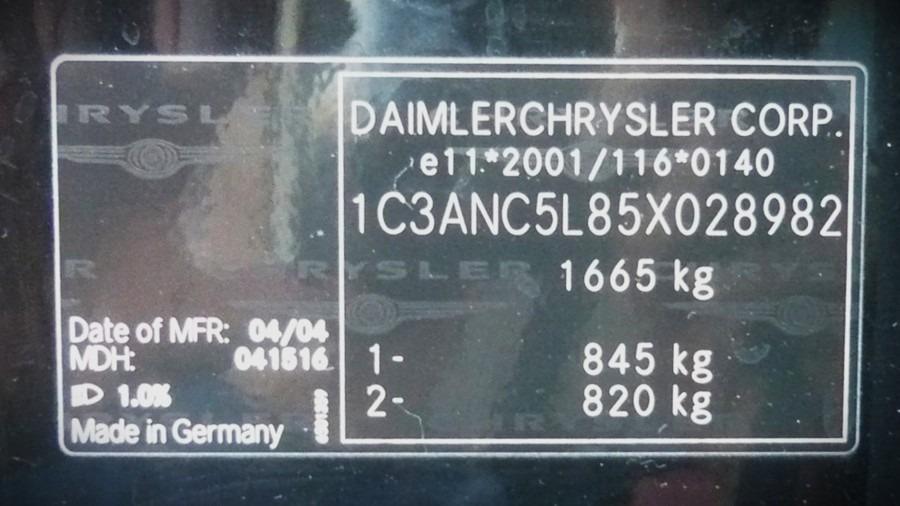 DAIMLERCHRYSLER CORP.
e11*2001/116*0140
1C3ANC5L85X028982
1665 kg
1- 845 kg
2- 820 kg
Date of MFR: 04/04
MDH: 041516
1.0%
Made in Germany
CHRYSLER